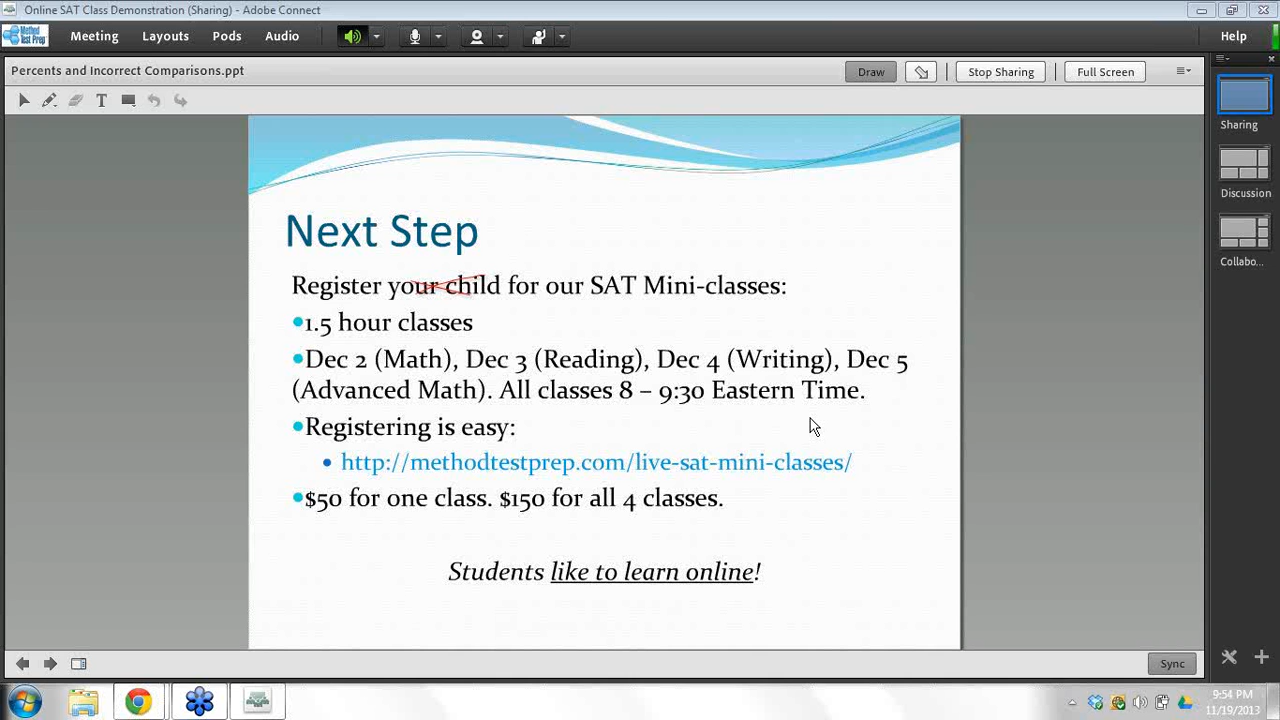 Online SAT Class Demonstration (Sharing) - Adobe Connect
Method Test Prep
Meeting Layouts Pods Audio Help
Percents and Incorrect Comparisons.ppt
Draw Stop Sharing Full Screen
Sharing
Discussion
Collabo...
Next Step
Register your child for our SAT Mini-classes:
•1.5 hour classes
•Dec 2 (Math), Dec 3 (Reading), Dec 4 (Writing), Dec 5
(Advanced Math). All classes 8 – 9:30 Eastern Time.
•Registering is easy:
• http://methodtestprep.com/live-sat-mini-classes/
•$50 for one class. $150 for all 4 classes.
Students like to learn online!
Sync
9:54 PM
11/19/2013